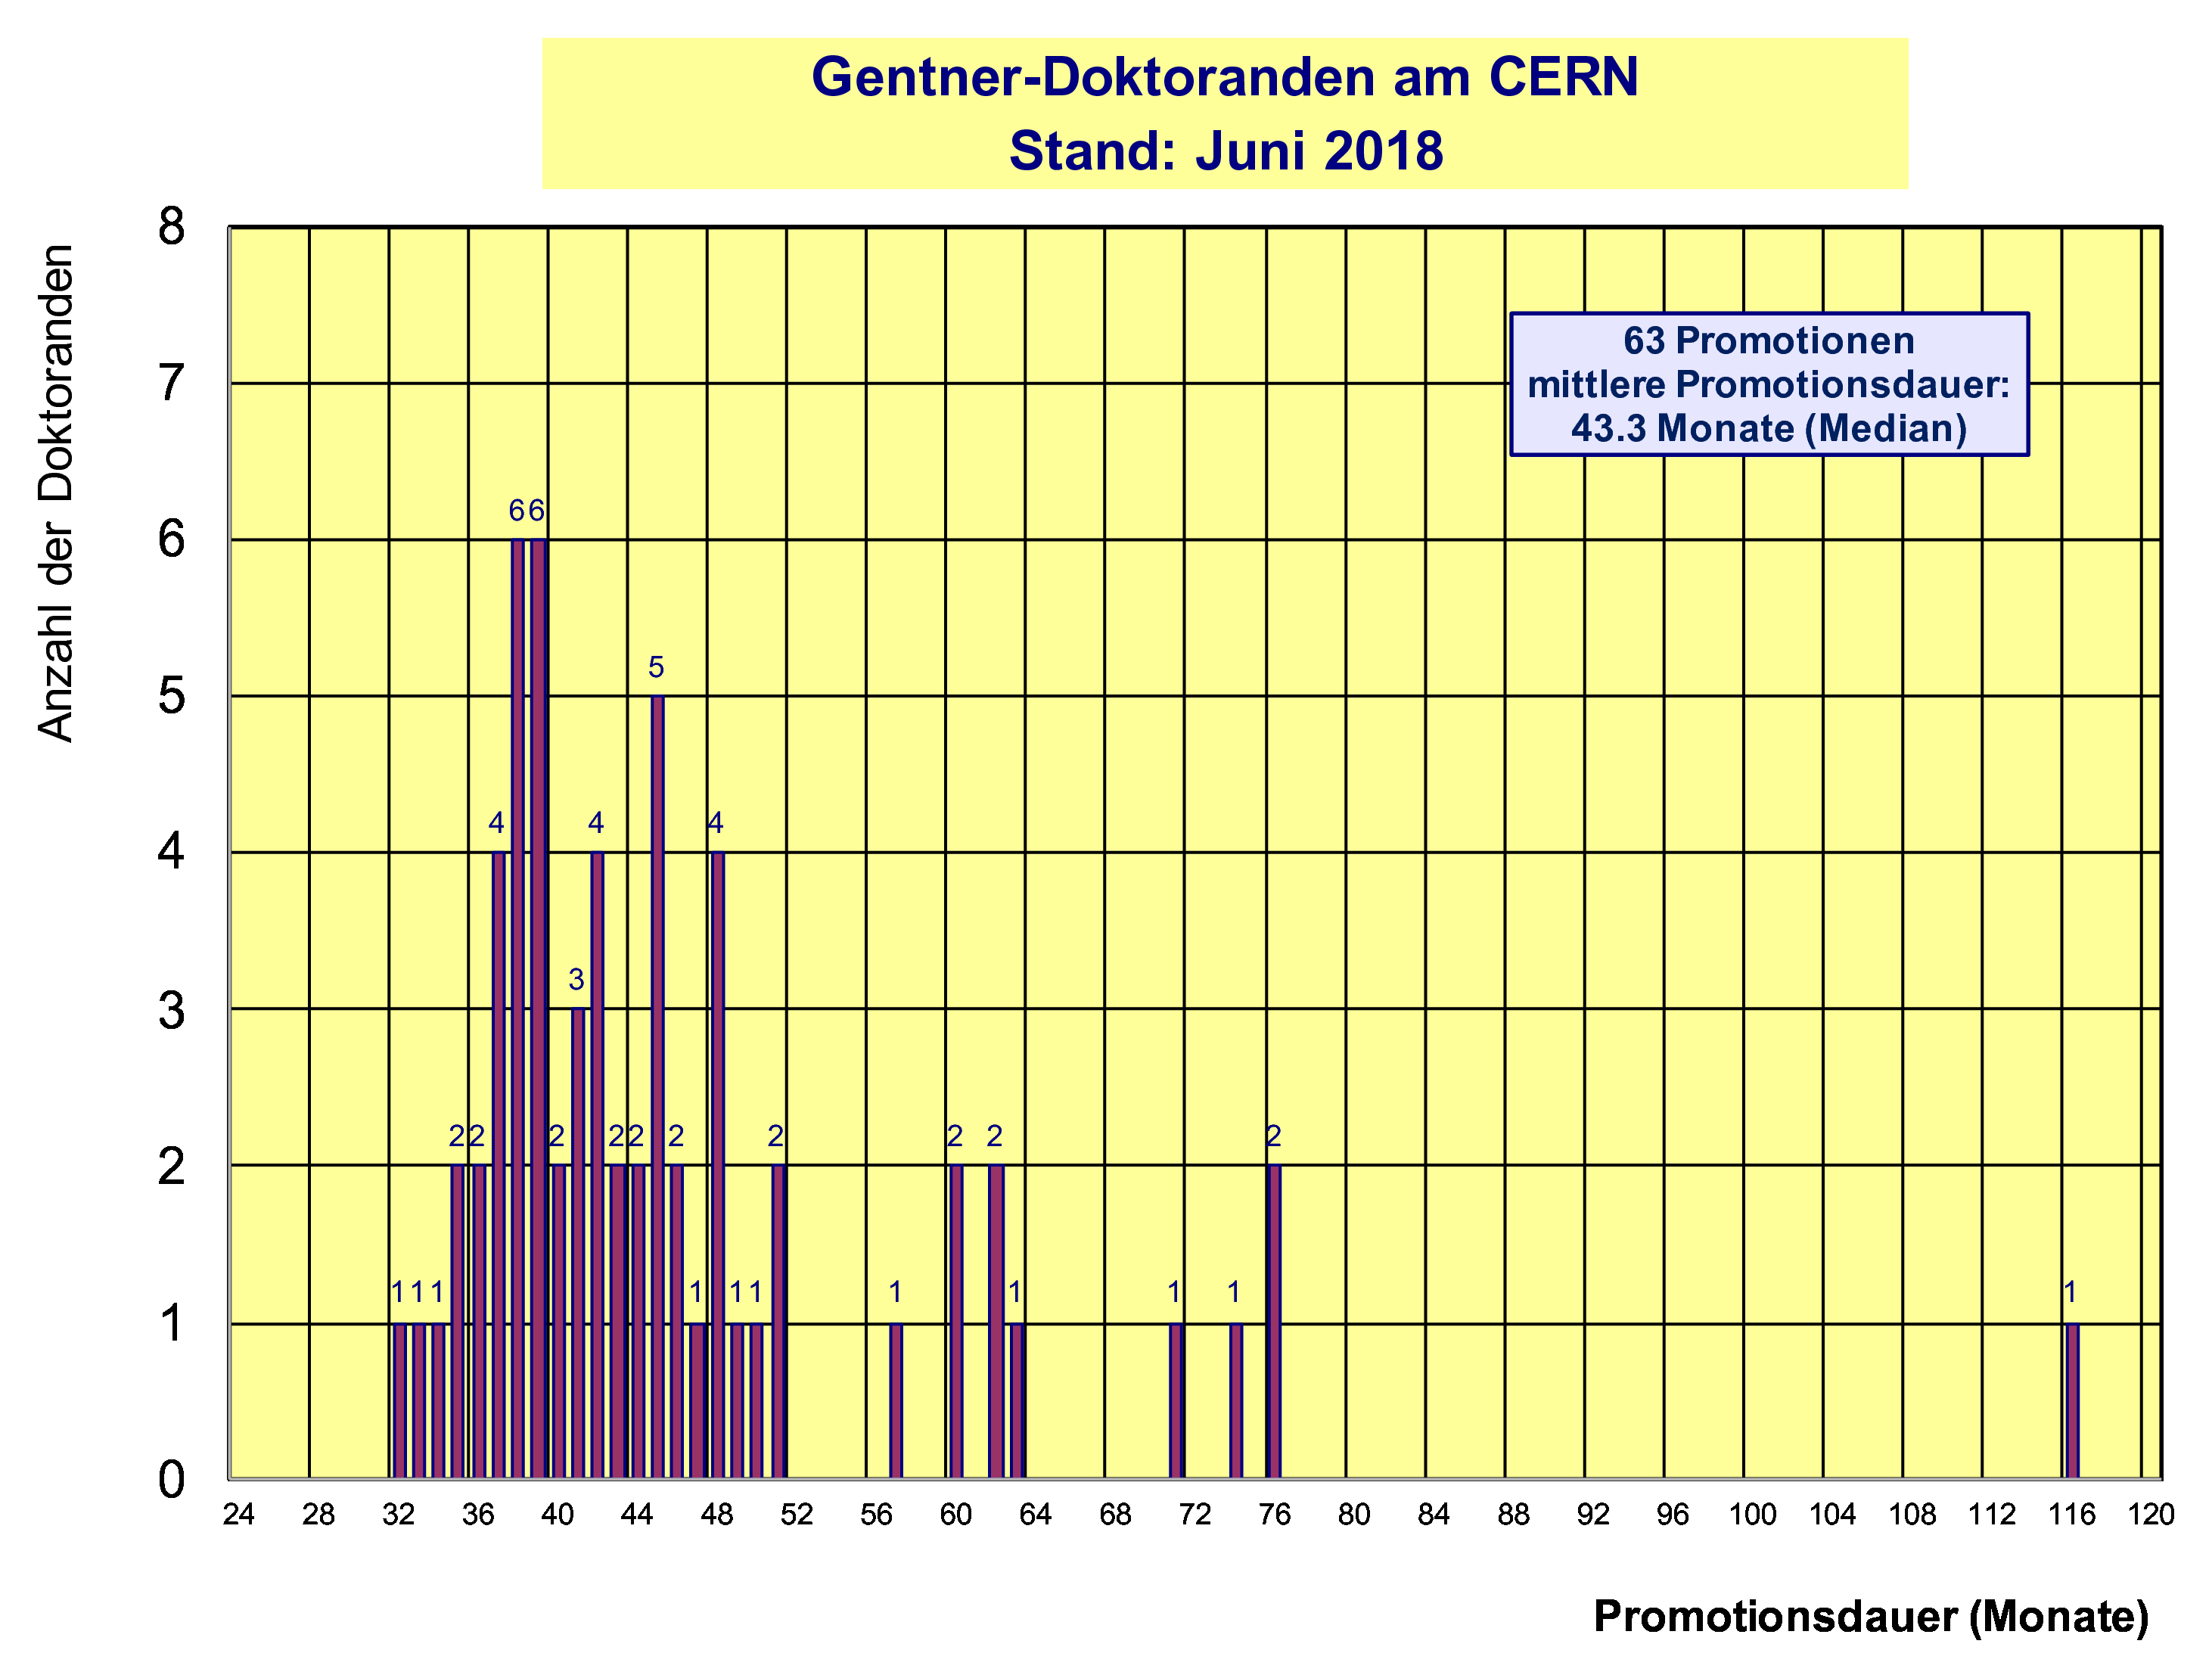 Gentner-Doktoranden am CERN
Stand: Juni 2018
Anzahl der Doktoranden
8
7
6
5
4
3
2
1
0
63 Promotionen
mittlere Promotionsdauer:
43.3 Monate (Median)
6 6
5
4 4 4
3
2 2 2 2 2 2 2 2 2 2
1 1 1 1 1 1 1 1 1 1 1
24 28 32 36 40 44 48 52 56 60 64 68 72 76 80 84 88 92 96 100 104 108 112 116 120
Promotionsdauer (Monate)